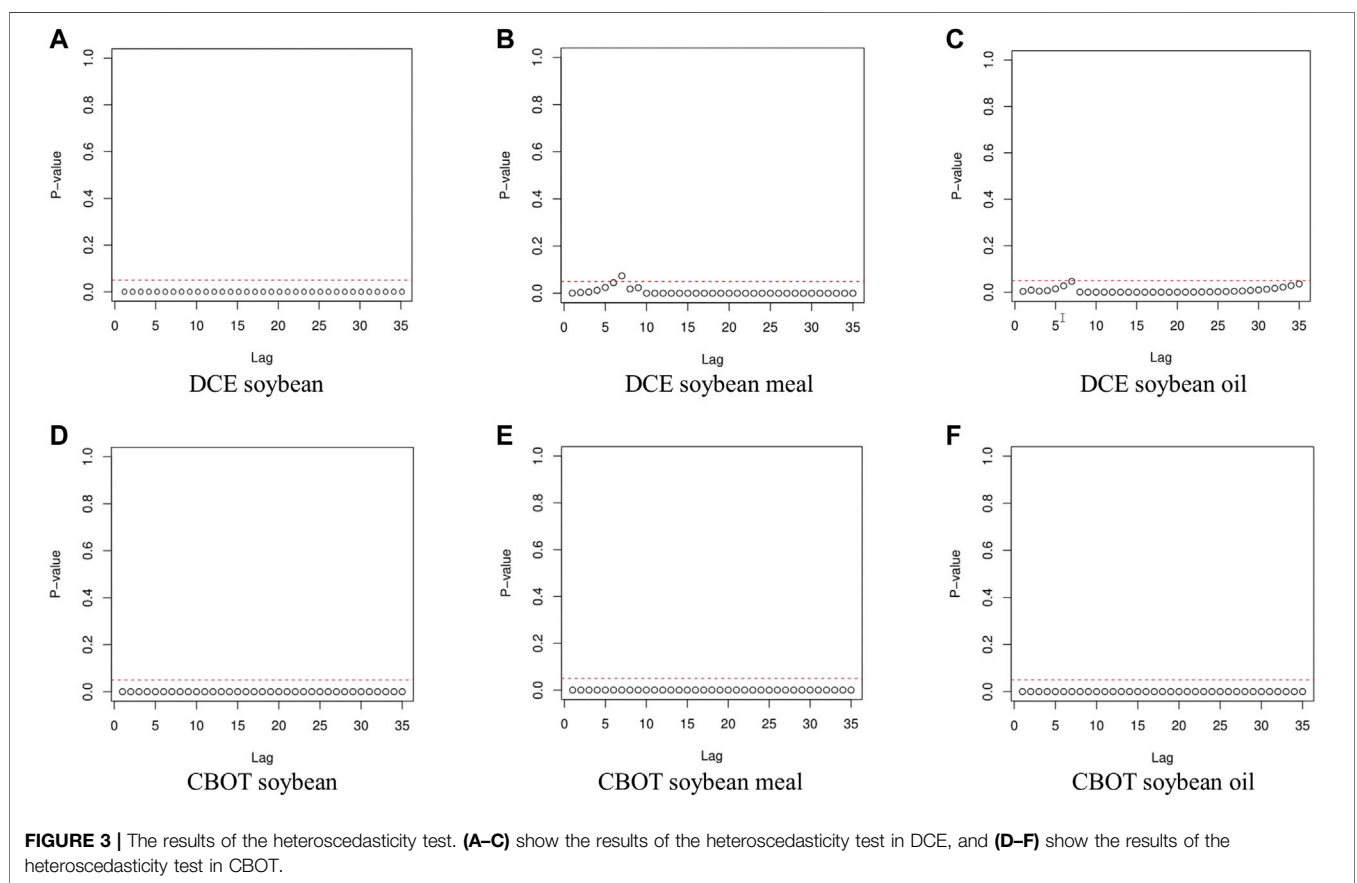 A
B
C
1.0
0.8
0.6
0.4
0.2
0.0
P-value
0 5 10 15 20 25 30 35
Lag
DCE soybean
1.0
0.8
0.6
0.4
0.2
0.0
P-value
0 5 10 15 20 25 30 35
Lag
DCE soybean meal
1.0
0.8
0.6
0.4
0.2
0.0
P-value
0 5 10 15 20 25 30 35
Lag
DCE soybean oil
D
E
F
1.0
0.8
0.6
0.4
0.2
0.0
P-value
0 5 10 15 20 25 30 35
Lag
CBOT soybean
1.0
0.8
0.6
0.4
0.2
0.0
P-value
0 5 10 15 20 25 30 35
Lag
CBOT soybean meal
1.0
0.8
0.6
0.4
0.2
0.0
P-value
0 5 10 15 20 25 30 35
Lag
CBOT soybean oil
FIGURE 3 | The results of the heteroscedasticity test. (A–C) show the results of the heteroscedasticity test in DCE, and (D–F) show the results of the
heteroscedasticity test in CBOT.